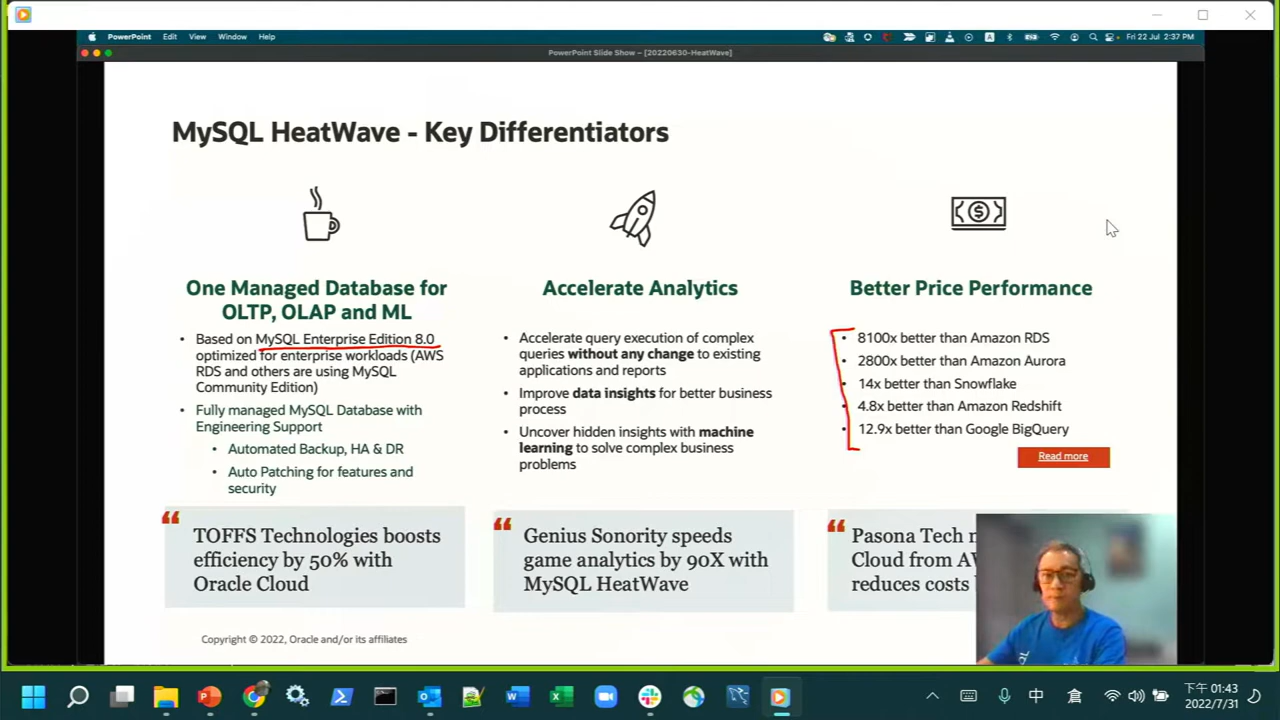 PowerPoint Edit View Window Help
Fri 22 Jul 2:37 PM
PowerPoint Slide Show - [20220630-HeatWave]
MySQL HeatWave - Key Differentiators
One Managed Database for
OLTP, OLAP and ML
• Based on MySQL Enterprise Edition 8.0
optimized for enterprise workloads (AWS
RDS and others are using MySQL
Community Edition)
• Fully managed MySQL Database with
Engineering Support
• Automated Backup, HA & DR
• Auto Patching for features and
security
Accelerate Analytics
• Accelerate query execution of complex
queries without any change to existing
applications and reports
• Improve data insights for better business
process
• Uncover hidden insights with machine
learning to solve complex business
problems
Better Price Performance
• 8100x better than Amazon RDS
• 2800x better than Amazon Aurora
• 14x better than Snowflake
• 4.8x better than Amazon Redshift
• 12.9x better than Google BigQuery
Read more
“ TOFFS Technologies boosts
efficiency by 50% with
Oracle Cloud
“ Genius Sonority speeds
game analytics by 90X with
MySQL HeatWave
“ Pasona Tech
Cloud from
reduces costs
Copyright © 2022, Oracle and/or its affiliates
中
下午 01:43
2022/7/31